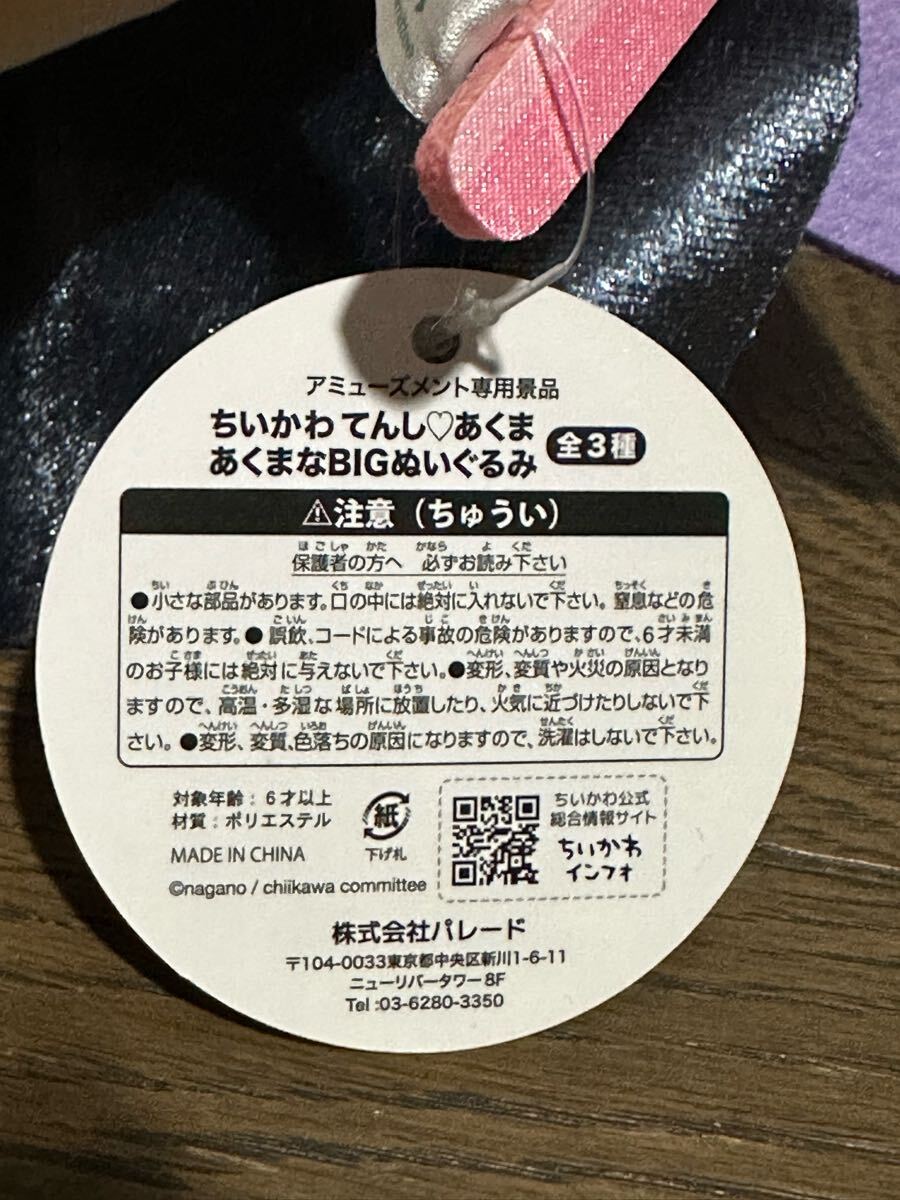 アミューズメント専用景品
ちいかわ てんし♡あくま
あくまなBIGぬいぐるみ
全3種
⚠注意（ちゅうい）
保護者の方へ 必ずお読み下さい
●小さな部品があります。口の中には絶対に入れないで下さい。窒息などの危
険があります。●誤飲、コードによる事故の危険がありますので、6才未満
のお子様には絶対に与えないで下さい。●変形、変質や火災の原因となり
ますので、高温・多湿な場所に放置したり、火気に近づけたりしないで下
さい。●変形、変質、色落ちの原因になりますので、洗濯はしないで下さい。
対象年齢：6才以上
材質：ポリエステル
MADE IN CHINA
©nagano / chiikawa committee
紙
下げ札
ちいかわ公式
総合情報サイト
ちいかわ
インフォ
株式会社パレード
〒104-0033東京都中央区新川1-6-11
ニューリバータワー8F
Tel :03-6280-3350